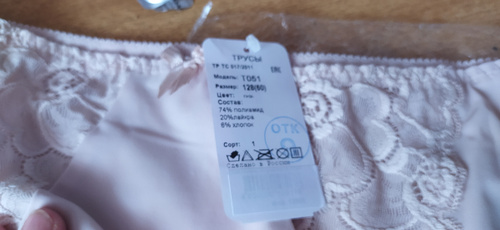 ТРУСЫ
ТР ТС 017/2011 EAC
Модель: Т051
Размер: 128(60)
Цвет:
Состав:
74% полиамид
20%лайкра
6% хлопок
ОТК
Сорт: 1
Сделано в России